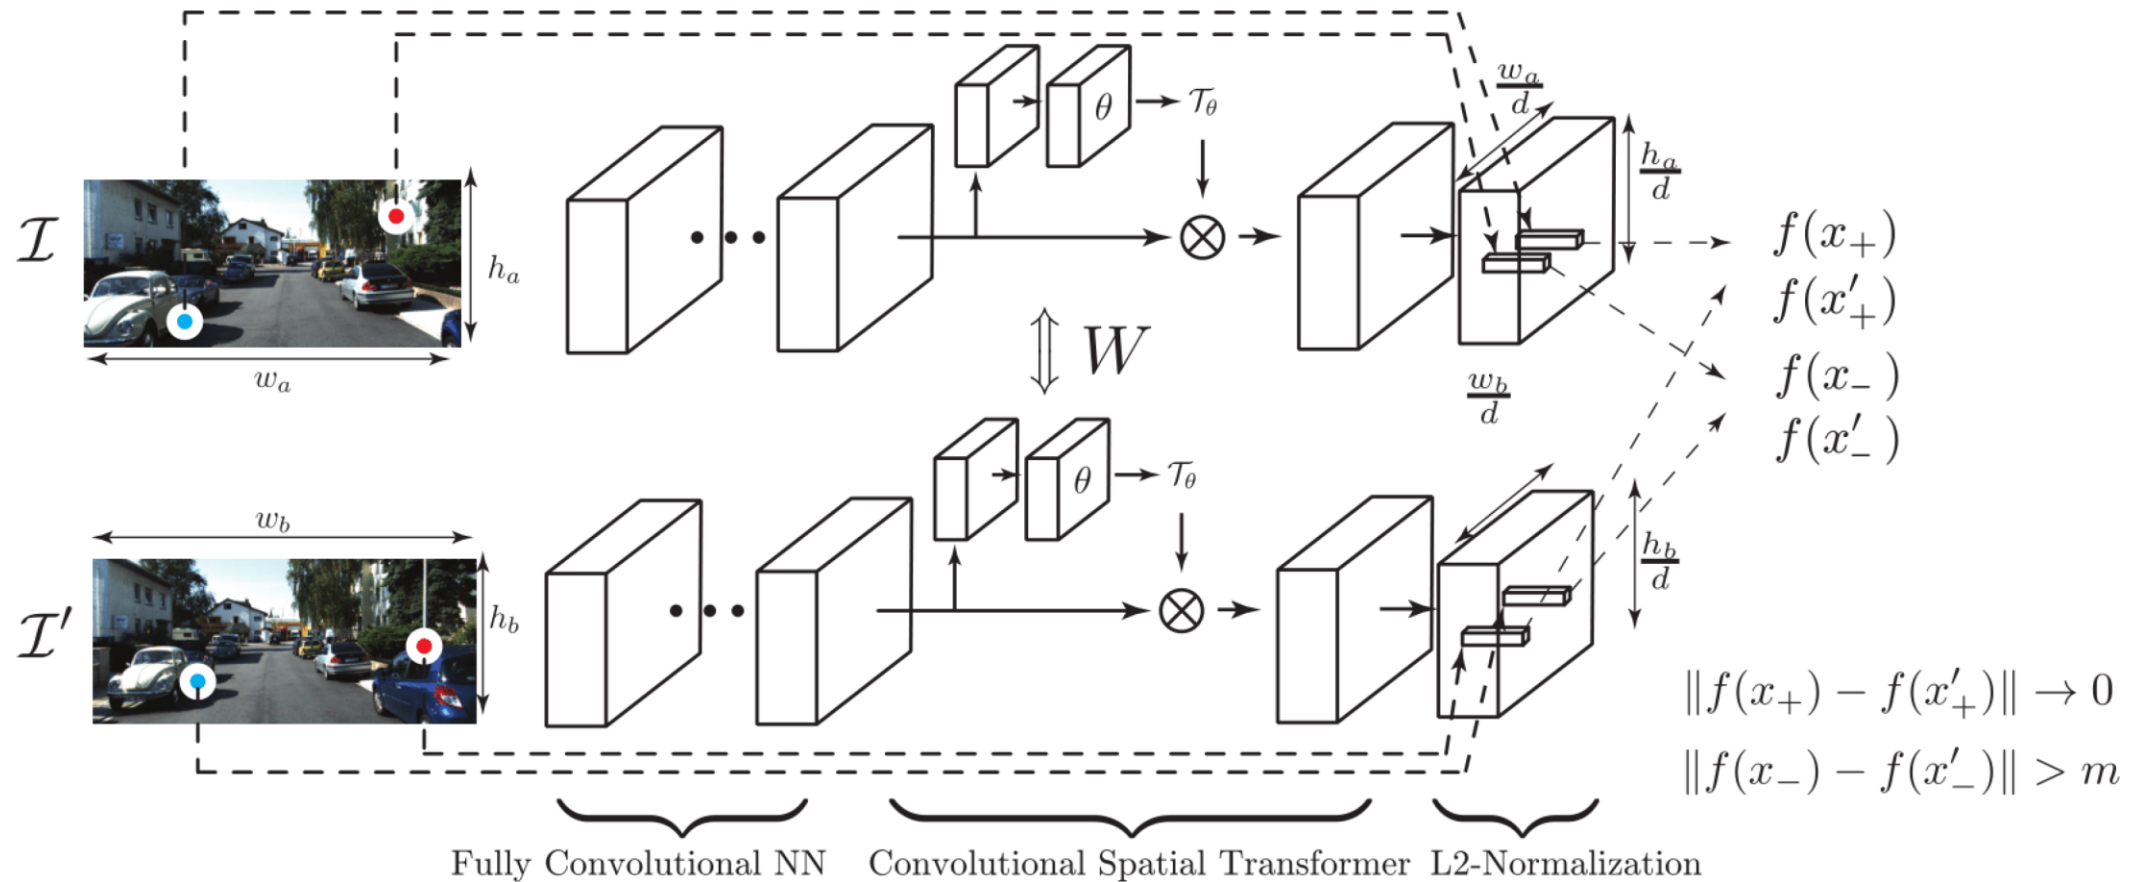 w_a/d
θ → 𝒯_θ
h_a/d
ℐ
h_a
f(x_+)
f(x′_+)
w_a
W
w_b/d
f(x_−)
f(x′_−)
θ → 𝒯_θ
w_b
h_b/d
ℐ′
h_b
‖f(x_+) − f(x′_+)‖ → 0
‖f(x_−) − f(x′_−)‖ > m
Fully Convolutional NN
Convolutional Spatial Transformer
L2-Normalization